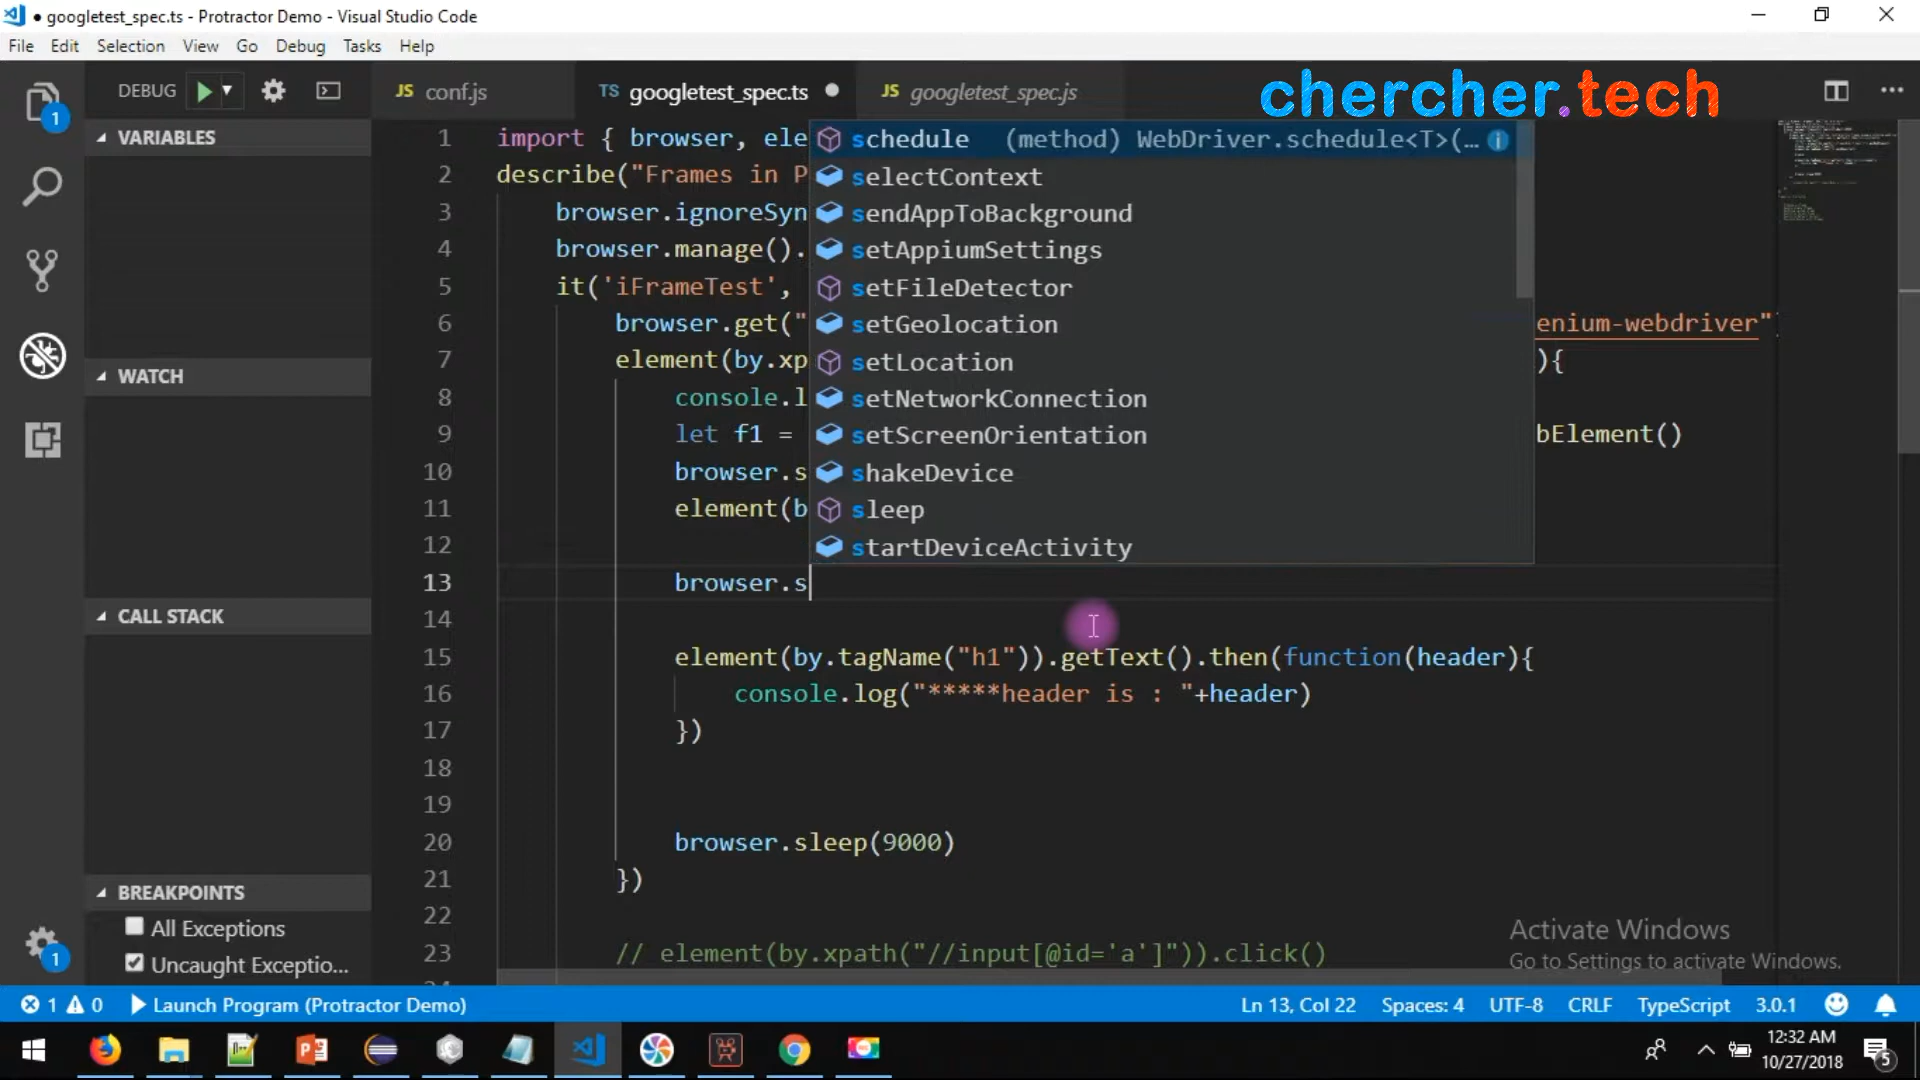 ● googletest_spec.ts - Protractor Demo - Visual Studio Code
File Edit Selection View Go Debug Tasks Help
DEBUG
JS conf.js
TS googletest_spec.ts ●
JS googletest_spec.js
chercher.tech
VARIABLES
WATCH
CALL STACK
BREAKPOINTS
All Exceptions
Uncaught Exceptio...
1 import { browser, ele
2 describe("Frames in P
3 browser.ignoreSyn
4 browser.manage().
5 it('iFrameTest',
6 browser.get(" enium-webdriver"
7 element(by.xp ){
8 console.l
9 let f1 = bElement()
10 browser.s
11 element(b
12
13 browser.s
14
15 element(by.tagName("h1")).getText().then(function(header){
16 console.log("*****header is : "+header)
17 })
18
19
20 browser.sleep(9000)
21 })
22
23 // element(by.xpath("//input[@id='a']")).click()
schedule (method) WebDriver.schedule<T>(…
selectContext
sendAppToBackground
setAppiumSettings
setFileDetector
setGeolocation
setLocation
setNetworkConnection
setScreenOrientation
shakeDevice
sleep
startDeviceActivity
Activate Windows
Go to Settings to activate Windows.
1
1
1 0 Launch Program (Protractor Demo) Ln 13, Col 22 Spaces: 4 UTF-8 CRLF TypeScript 3.0.1
12:32 AM
10/27/2018
5